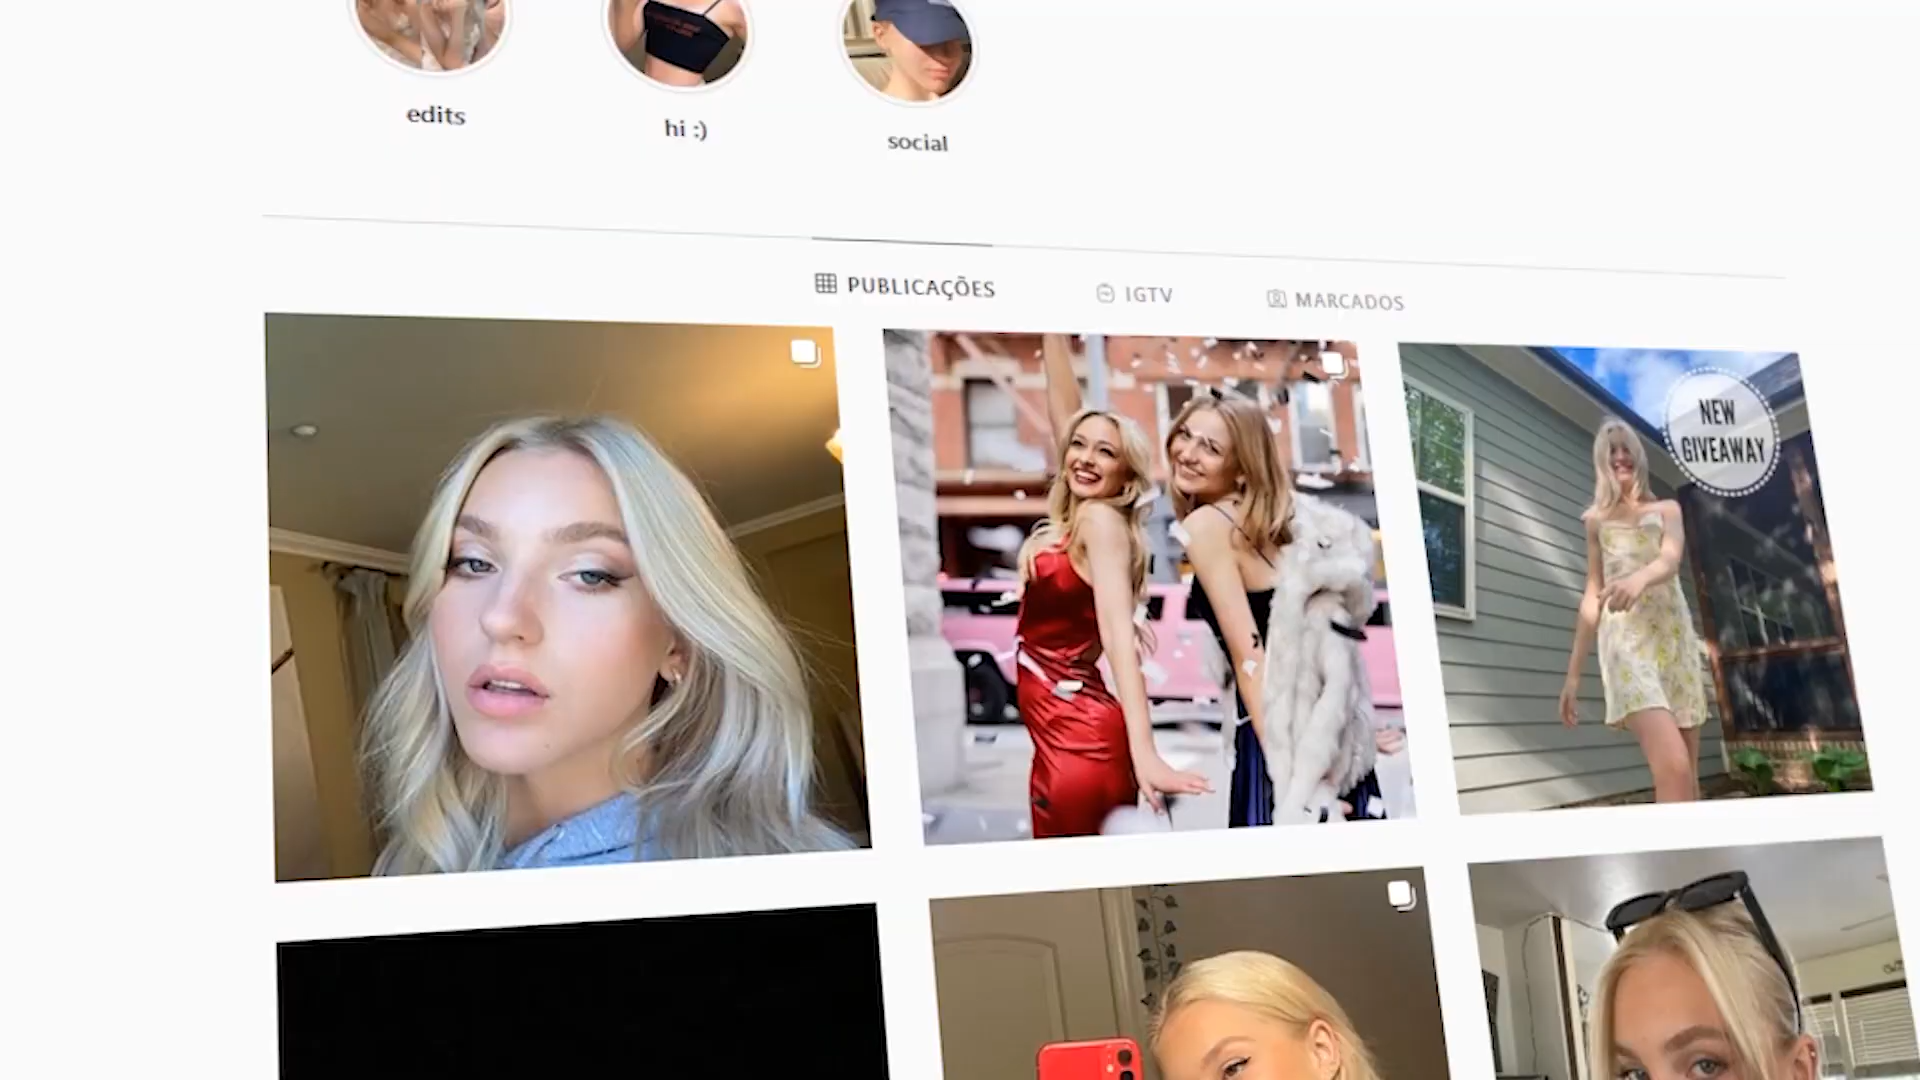 edits
hi :)
social
PUBLICAÇÕES
IGTV
MARCADOS
NEW
GIVEAWAY